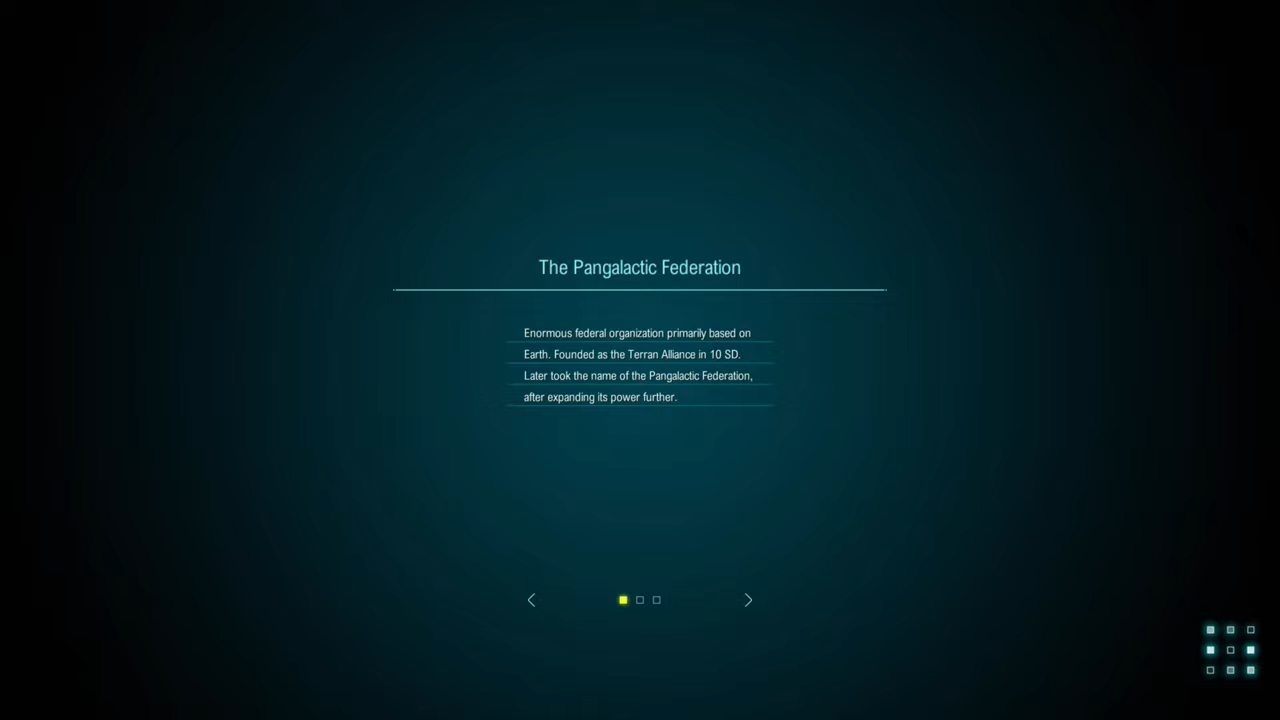 The Pangalactic Federation
Enormous federal organization primarily based on
Earth. Founded as the Terran Alliance in 10 SD.
Later took the name of the Pangalactic Federation,
after expanding its power further.